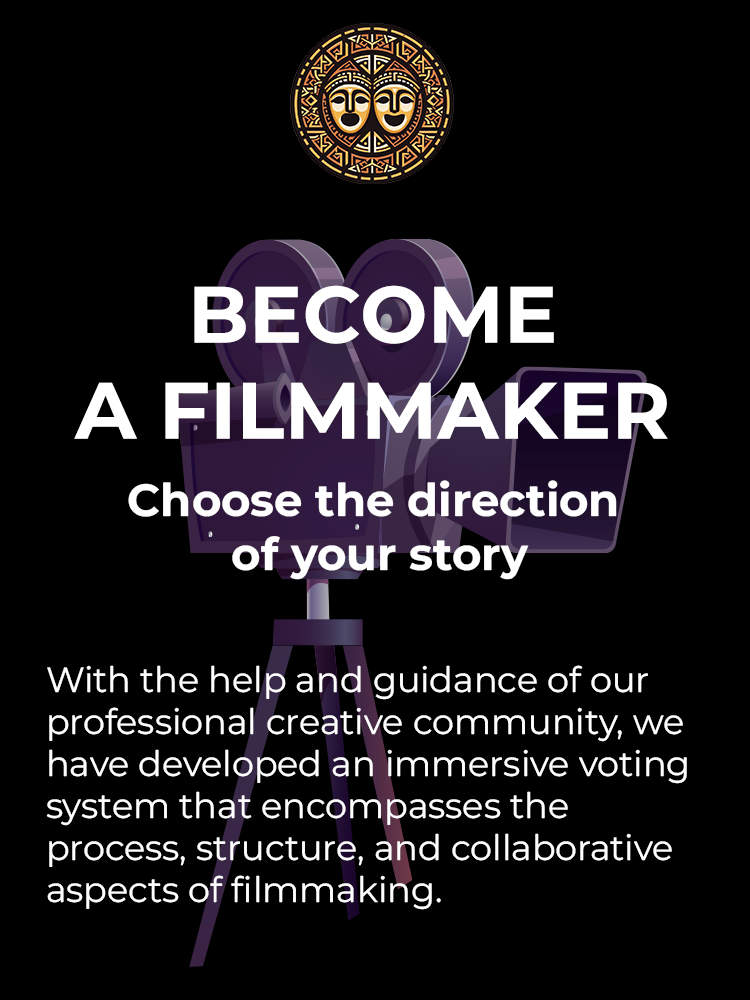 BECOME
A FILMMAKER
Choose the direction
of your story
With the help and guidance of our
professional creative community, we
have developed an immersive voting
system that encompasses the
process, structure, and collaborative
aspects of filmmaking.